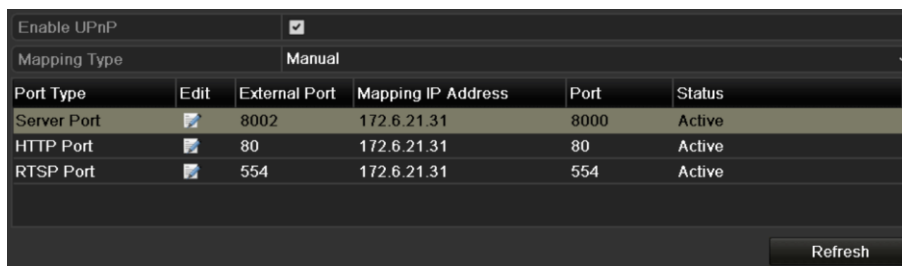 Enable UPnP
Mapping Type Manual
Port Type Edit External Port Mapping IP Address Port Status
Server Port 8002 172.6.21.31 8000 Active
HTTP Port 80 172.6.21.31 80 Active
RTSP Port 554 172.6.21.31 554 Active
Refresh